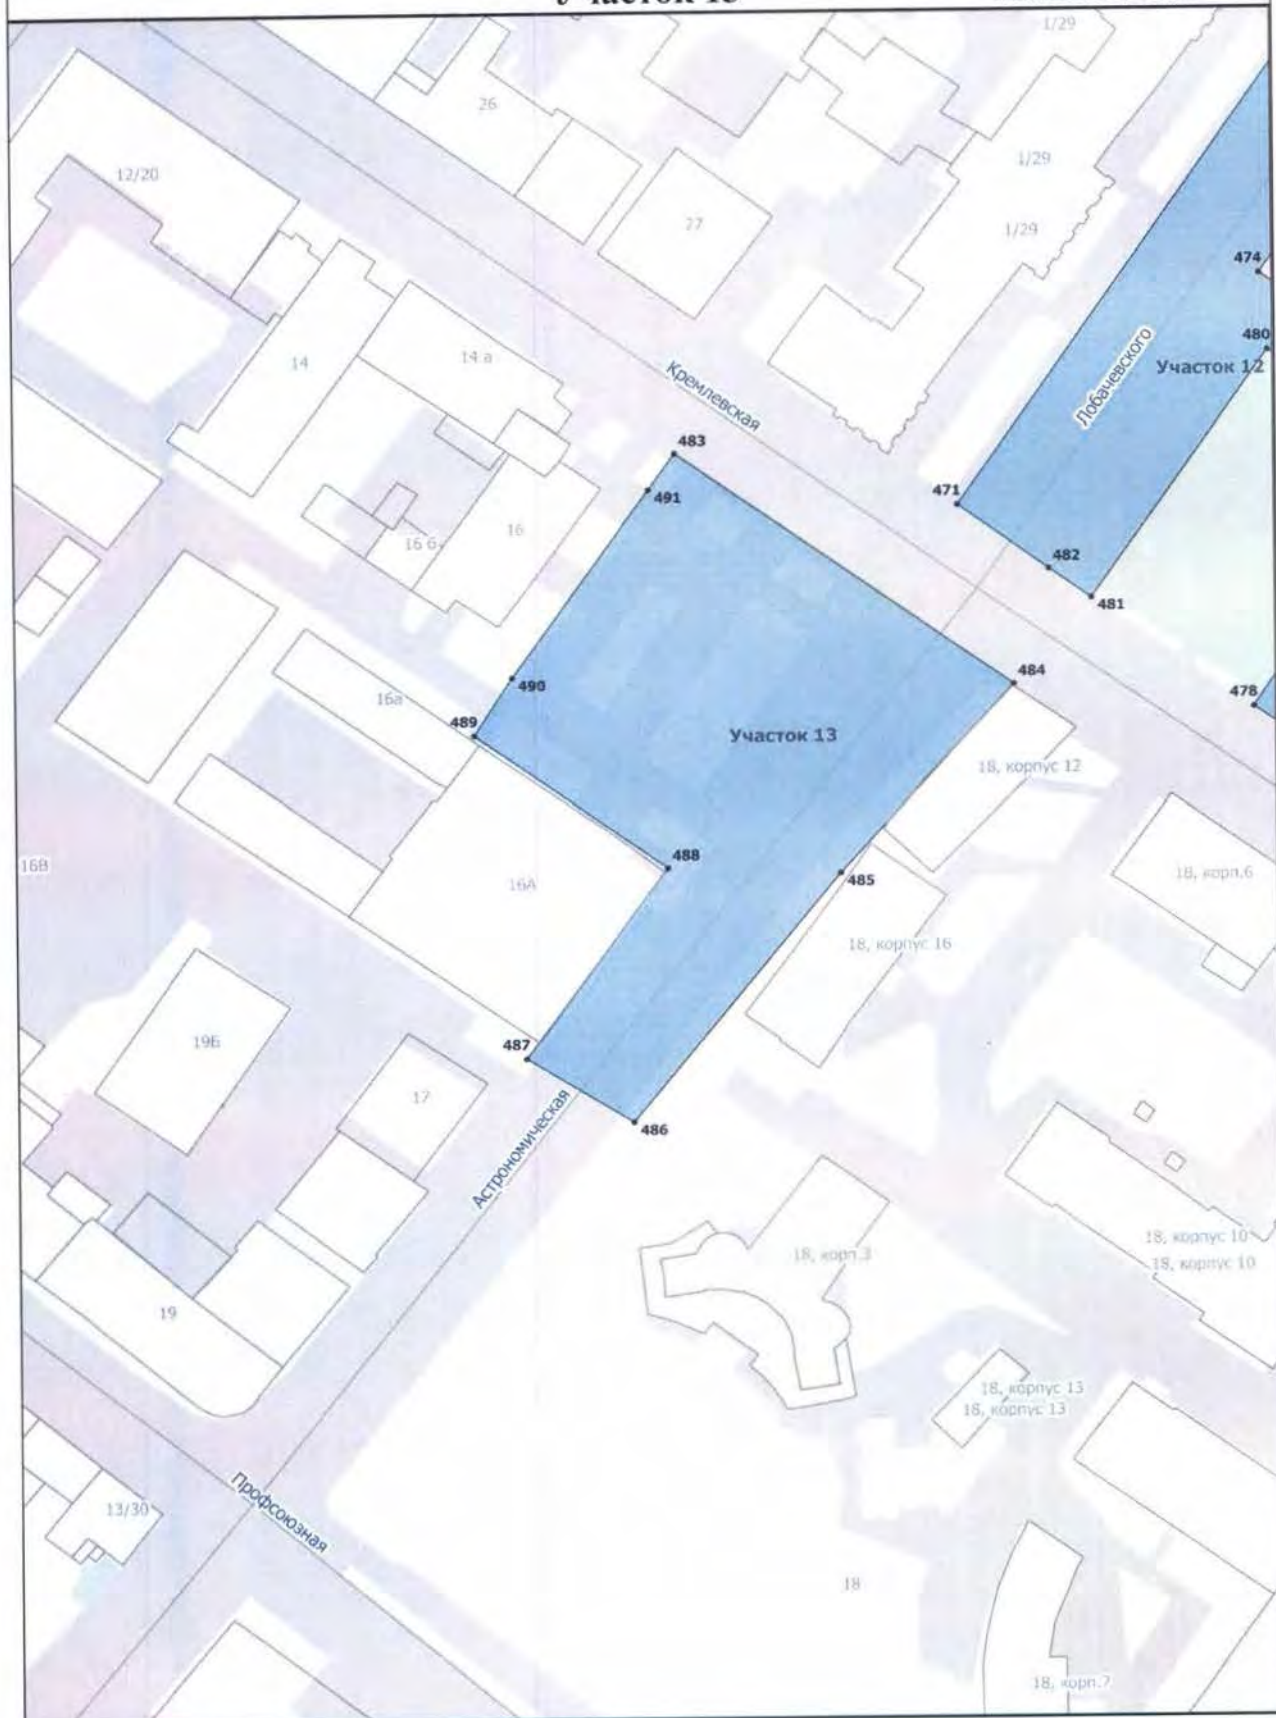 Участок 13
1/29
26
1/29
12/20
27
1/29
474
480
14
14 а
Кремлевская
Лобачевского
Участок 12
483
491
471
16
16 б
482
481
484
490
478
16а
489
Участок 13
18, корпус 12
488
16В
485
18, корп.6
16А
18, корпус 16
19Б
487
17
486
Астрономическая
18, корпус 10
18, корп.3
18, корпус 10
19
18, корпус 13
18, корпус 13
13/30
Профсоюзная
18
18, корп.7